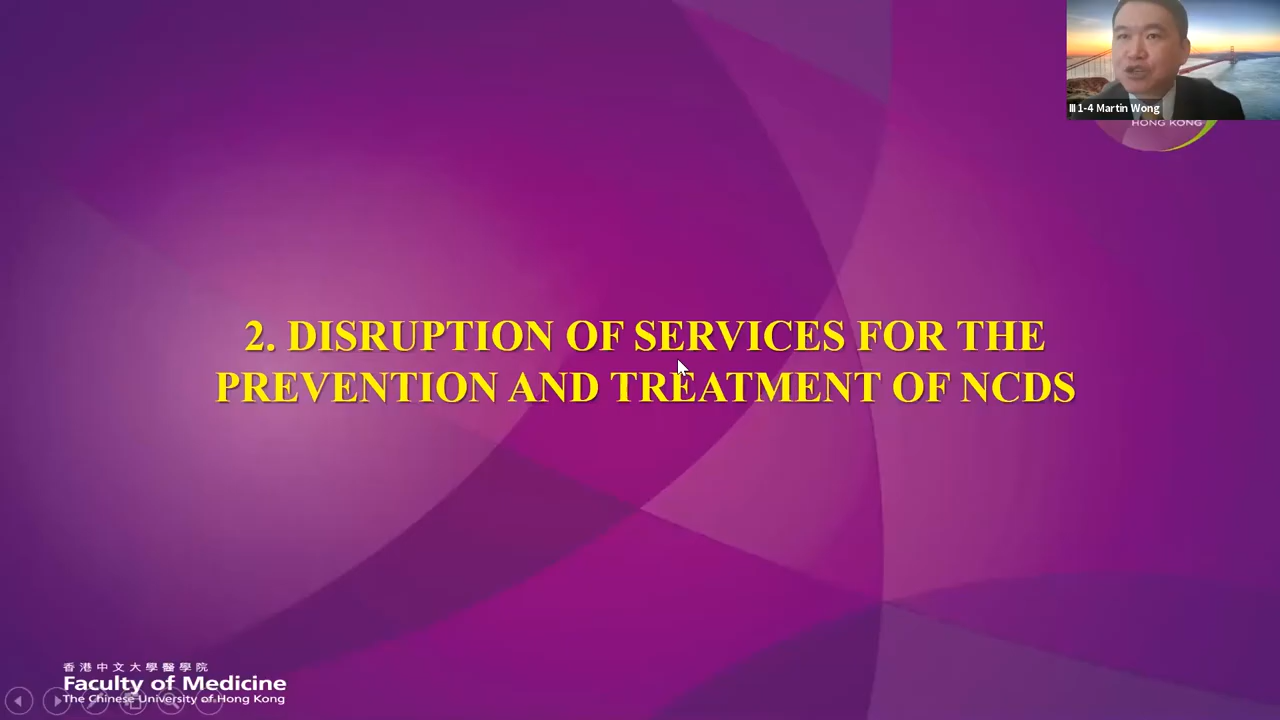 III 1-4 Martin Wong
HONG KONG
2. DISRUPTION OF SERVICES FOR THE
PREVENTION AND TREATMENT OF NCDS
香港中文大學醫學院
Faculty of Medicine
The Chinese University of Hong Kong